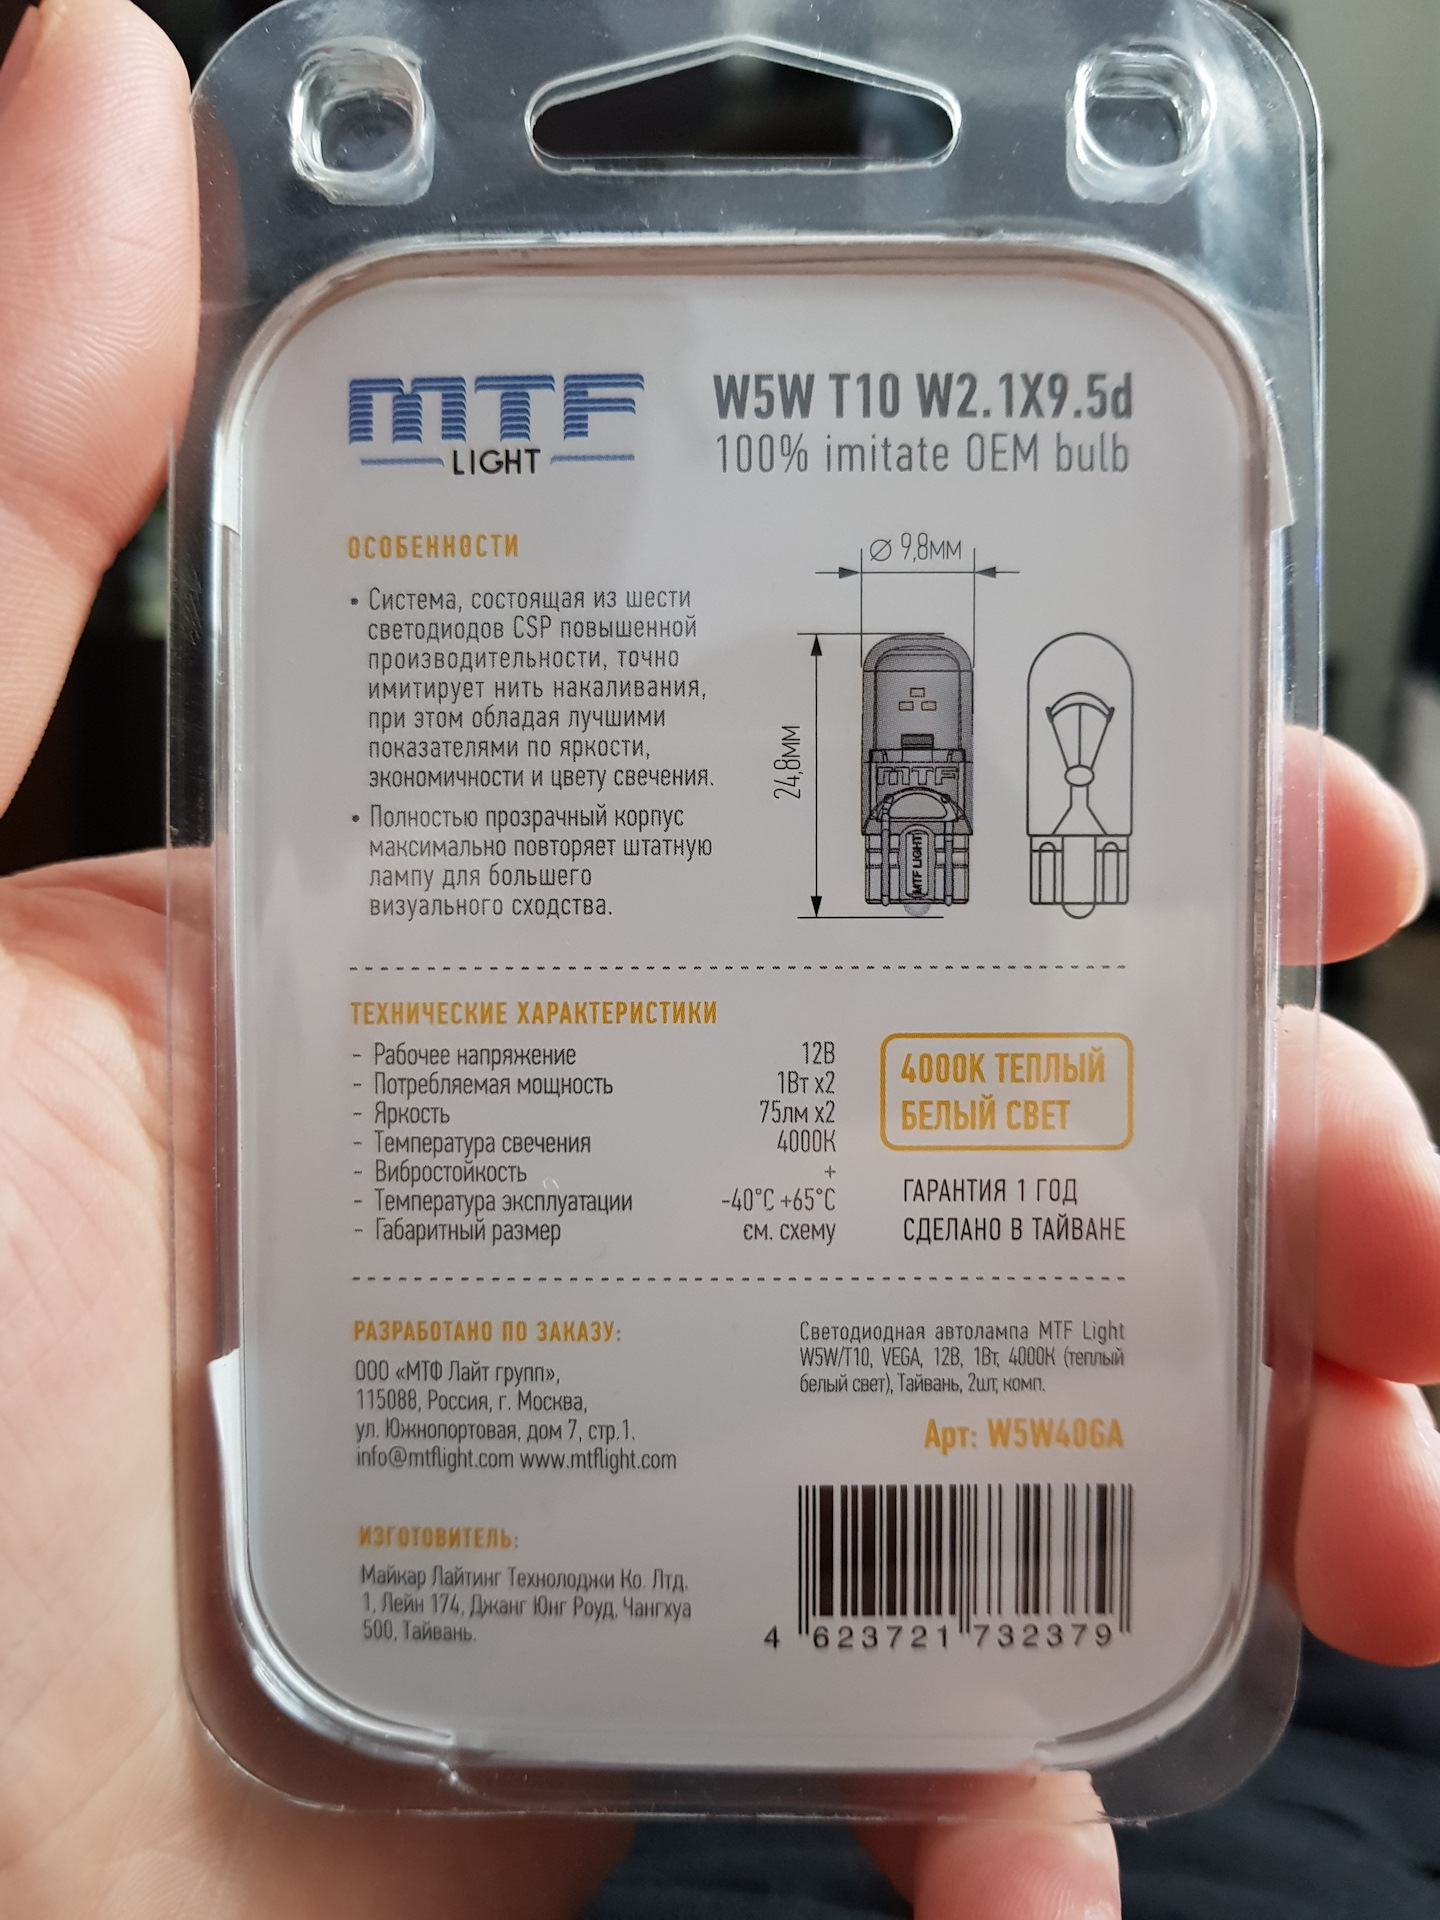 MTF
LIGHT
W5W T10 W2.1X9.5d
100% imitate OEM bulb
ОСОБЕННОСТИ
• Система, состоящая из шести
светодиодов CSP повышенной
производительности, точно
имитирует нить накаливания,
при этом обладая лучшими
показателями по яркости,
экономичности и цвету свечения.
• Полностью прозрачный корпус
максимально повторяет штатную
лампу для большего
визуального сходства.
⌀ 9,8мм
24,8мм
MTF
MTF LIGHT
ТЕХНИЧЕСКИЕ ХАРАКТЕРИСТИКИ
- Рабочее напряжение 12В
- Потребляемая мощность 1Вт x2
- Яркость 75лм x2
- Температура свечения 4000К
- Вибростойкость +
- Температура эксплуатации -40°C +65°C
- Габаритный размер см. схему
4000К ТЕПЛЫЙ
БЕЛЫЙ СВЕТ
ГАРАНТИЯ 1 ГОД
СДЕЛАНО В ТАЙВАНЕ
РАЗРАБОТАНО ПО ЗАКАЗУ:
ООО «МТФ Лайт групп»,
115088, Россия, г. Москва,
ул. Южнопортовая, дом 7, стр.1.
info@mtflight.com www.mtflight.com
ИЗГОТОВИТЕЛЬ:
Майкар Лайтинг Технолоджи Ко. Лтд.
1, Лейн 174, Джанг Юнг Роуд, Чангхуа
500, Тайвань.
Светодиодная автолампа MTF Light
W5W/T10, VEGA, 12В, 1Вт, 4000К (теплый
белый свет), Тайвань, 2шт, комп.
Арт: W5W40GA
4 623721 732379